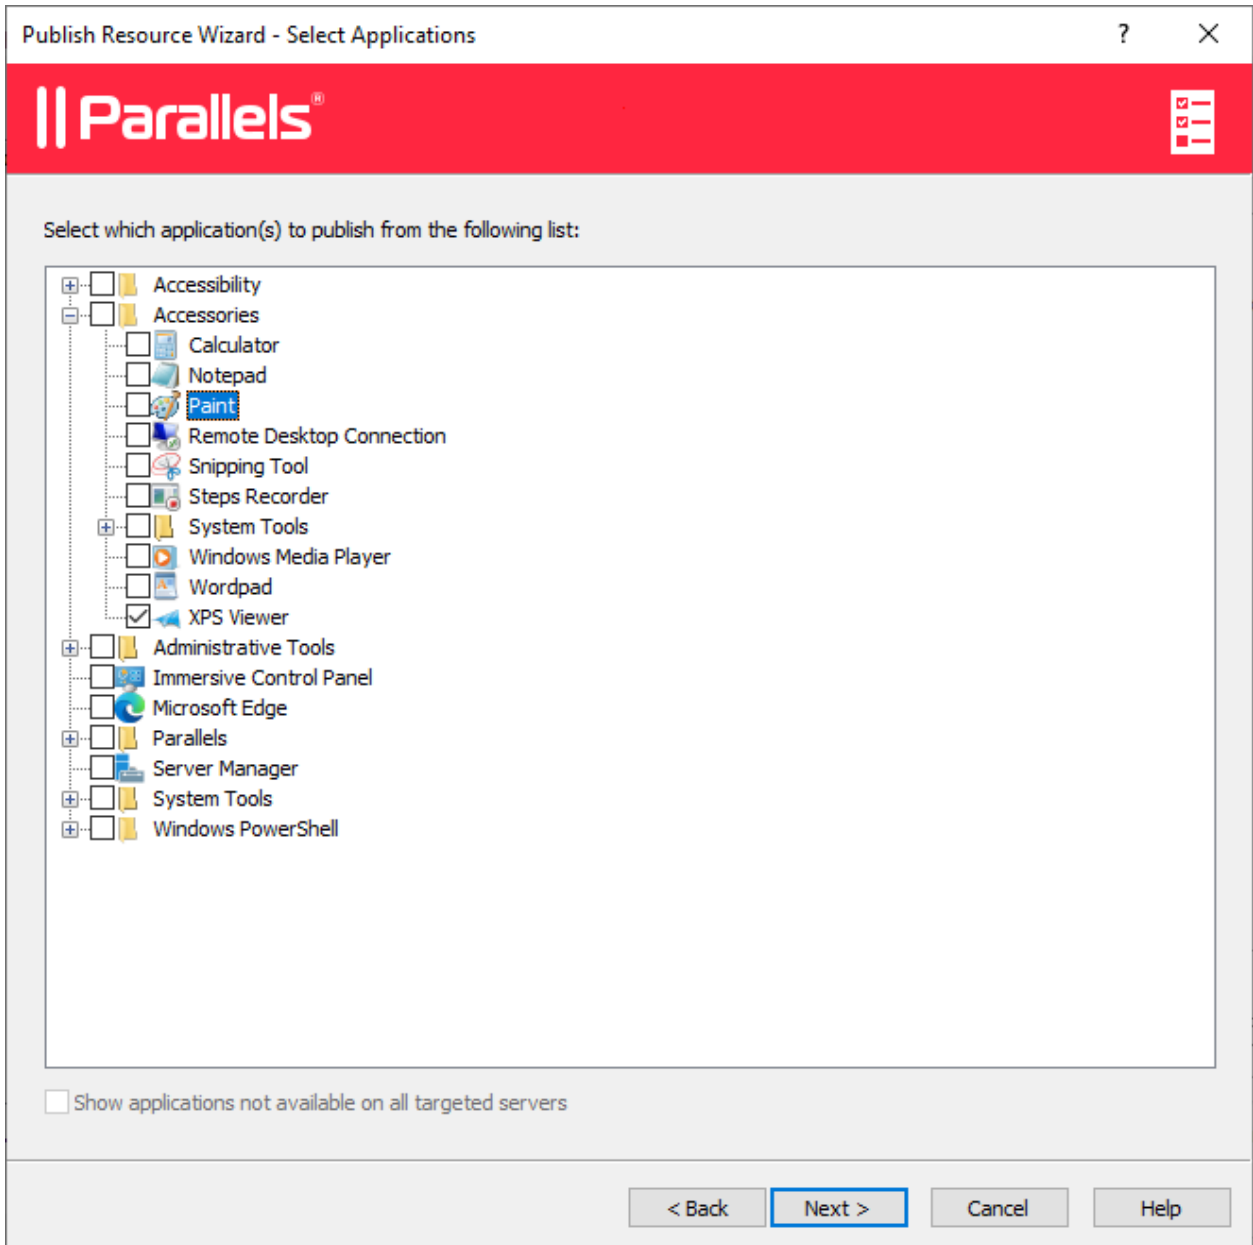 Publish Resource Wizard - Select Applications
Parallels®
Select which application(s) to publish from the following list:
Accessibility
Accessories
Calculator
Notepad
Paint
Remote Desktop Connection
Snipping Tool
Steps Recorder
System Tools
Windows Media Player
Wordpad
XPS Viewer
Administrative Tools
Immersive Control Panel
Microsoft Edge
Parallels
Server Manager
System Tools
Windows PowerShell
Show applications not available on all targeted servers
< Back Next > Cancel Help